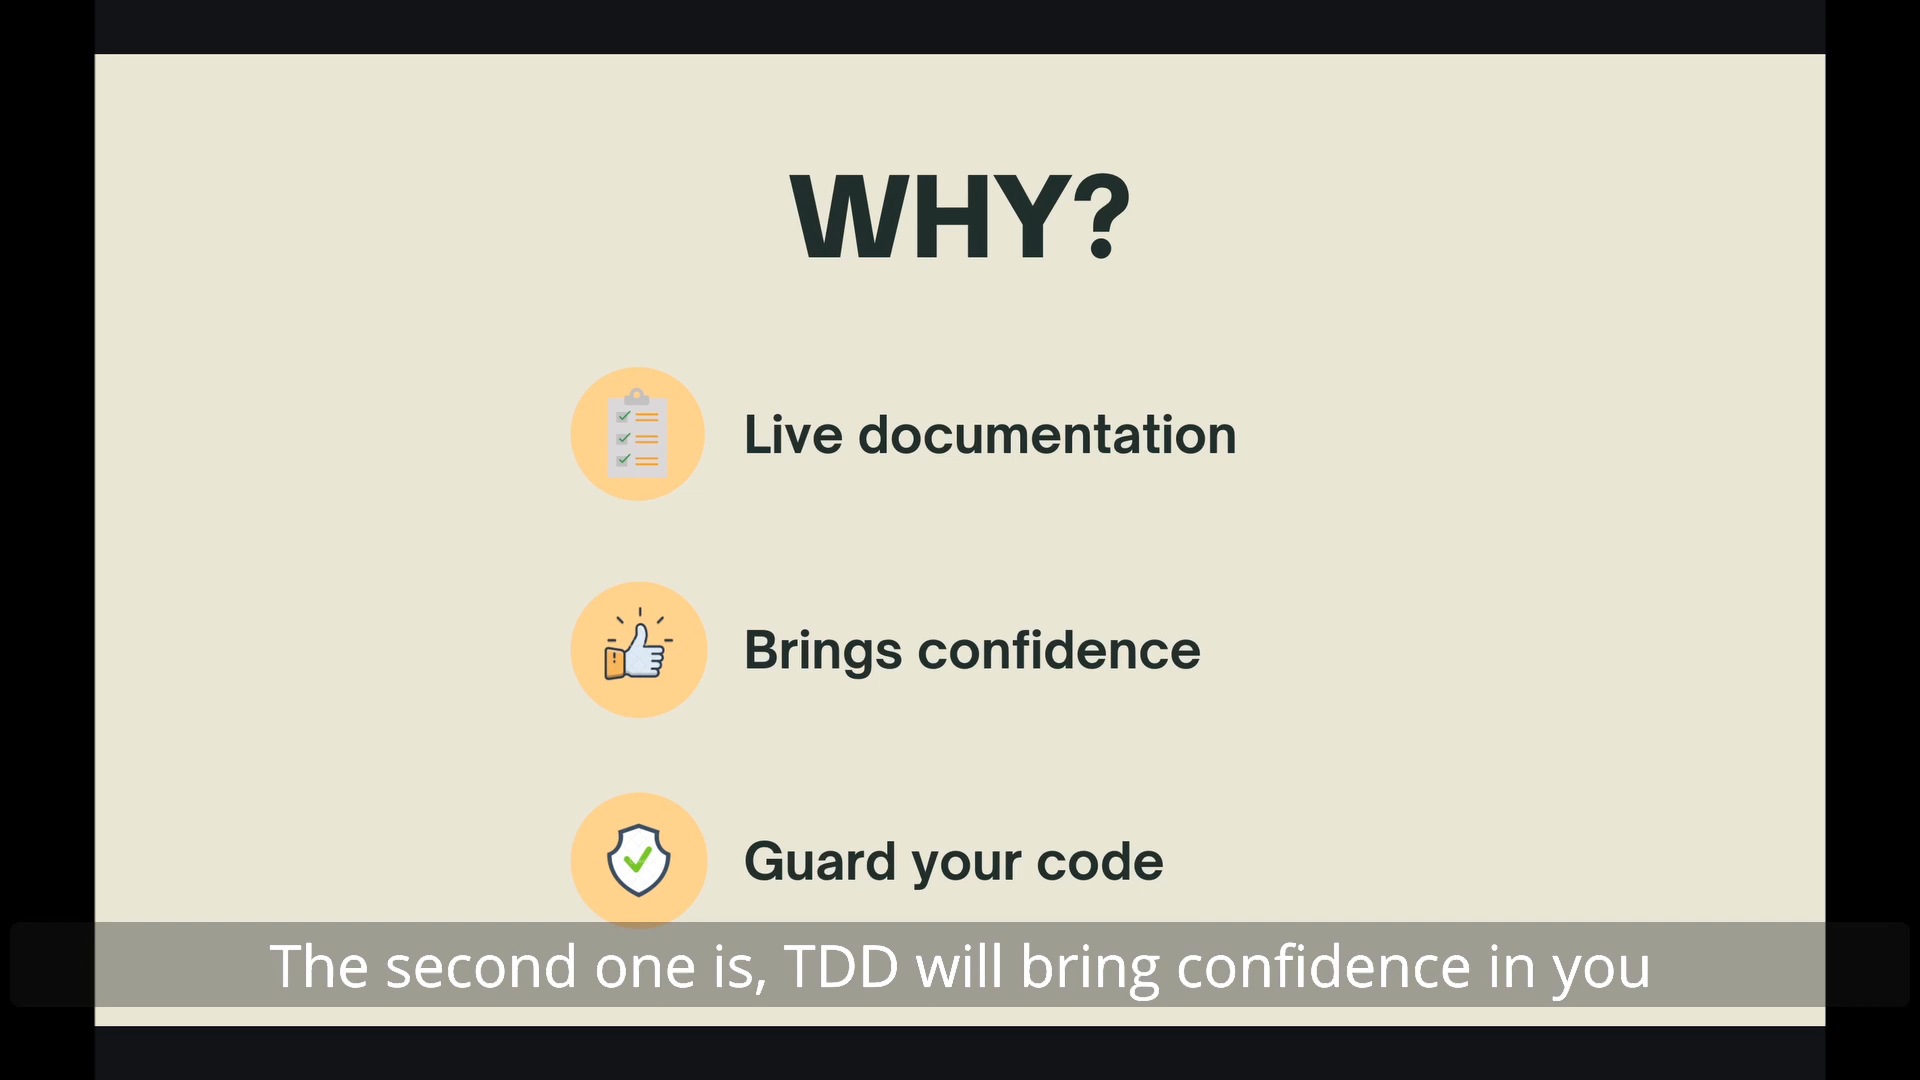 WHY?
Live documentation
Brings confidence
Guard your code
The second one is, TDD will bring confidence in you